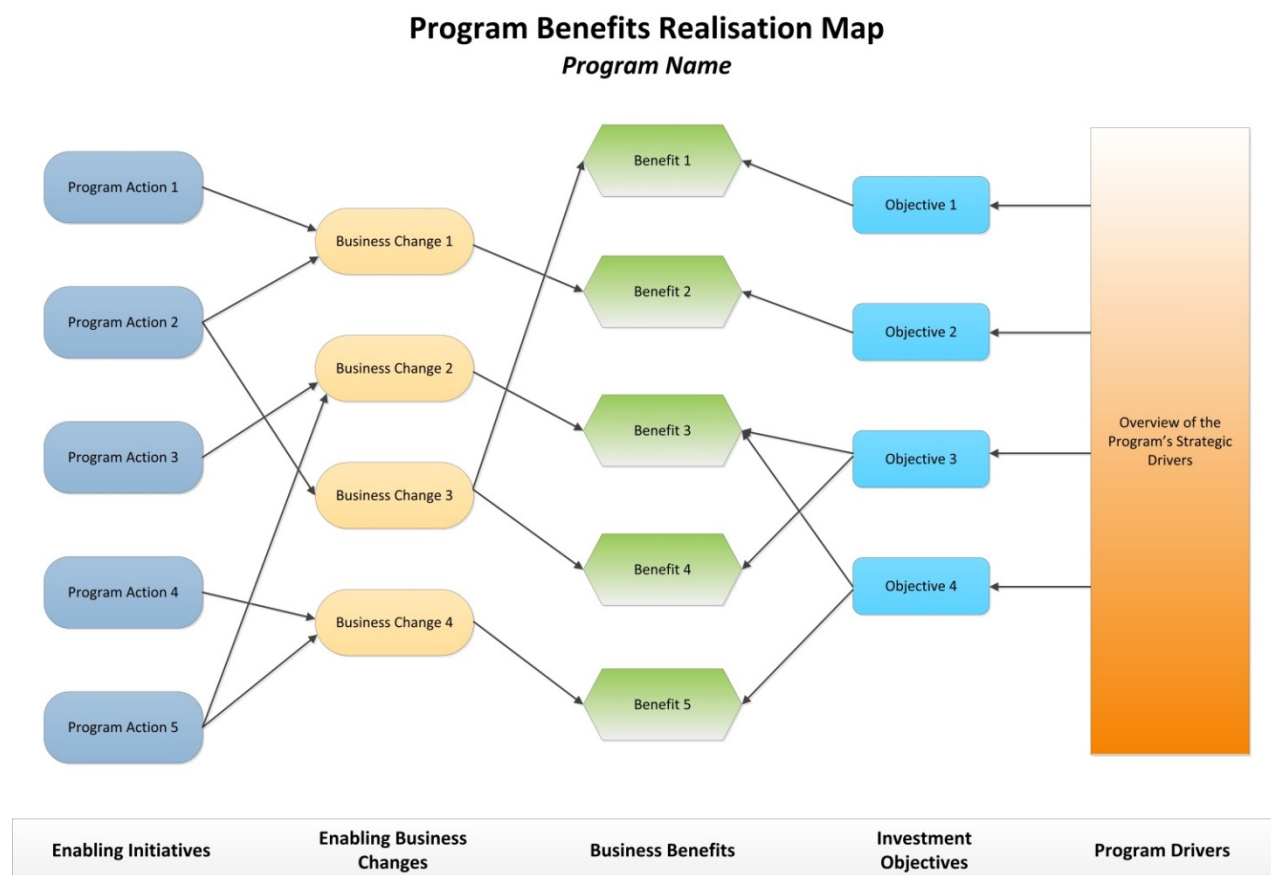 Program Benefits Realisation Map
Program Name
Program Action 1
Program Action 2
Program Action 3
Program Action 4
Program Action 5
Business Change 1
Business Change 2
Business Change 3
Business Change 4
Benefit 1
Benefit 2
Benefit 3
Benefit 4
Benefit 5
Objective 1
Objective 2
Objective 3
Objective 4
Overview of the
Program's Strategic
Drivers
Enabling Initiatives
Enabling Business
Changes
Business Benefits
Investment
Objectives
Program Drivers